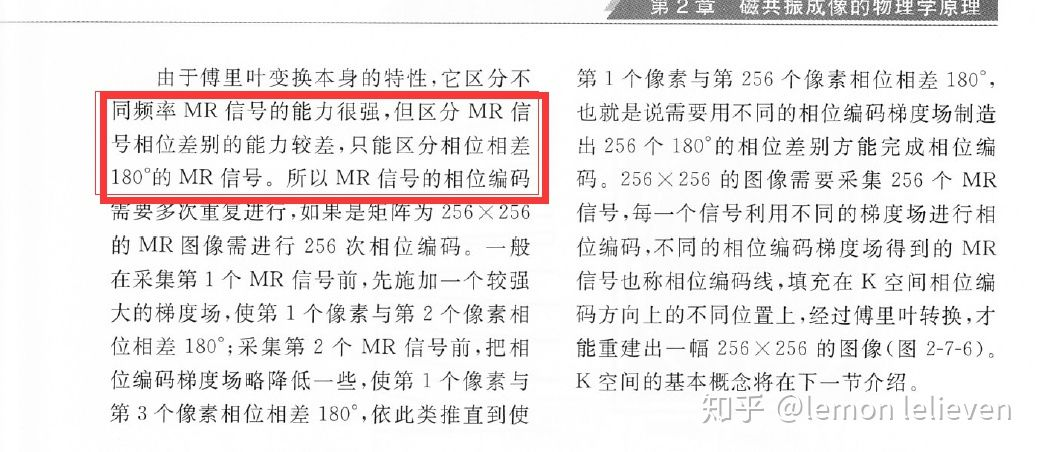 第 2 章　磁共振成像的物理学原理
由于傅里叶变换本身的特性，它区分不
同频率 MR 信号的能力很强，但区分 MR 信
号相位差别的能力较差，只能区分相位相差
180°的 MR 信号。所以 MR 信号的相位编码
需要多次重复进行，如果是矩阵为 256×256
的 MR 图像需进行 256 次相位编码。一般
在采集第 1 个 MR 信号前，先施加一个较强
大的梯度场，使第 1 个像素与第 2 个像素相
位相差 180°；采集第 2 个 MR 信号前，把相
位编码梯度场略降低一些，使第 1 个像素与
第 3 个像素相位相差 180°，依此类推直到使
第 1 个像素与第 256 个像素相位相差 180°，
也就是说需要用不同的相位编码梯度场制造
出 256 个 180°的相位差别方能完成相位编
码。256×256 的图像需要采集 256 个 MR
信号，每一个信号利用不同的梯度场进行相
位编码，不同的相位编码梯度场得到的 MR
信号也称相位编码线，填充在 K 空间相位编
码方向上的不同位置上，经过傅里叶转换，才
能重建出一幅 256×256 的图像（图 2-7-6）。
K 空间的基本概念将在下一节介绍。
知乎 @lemon lelieven